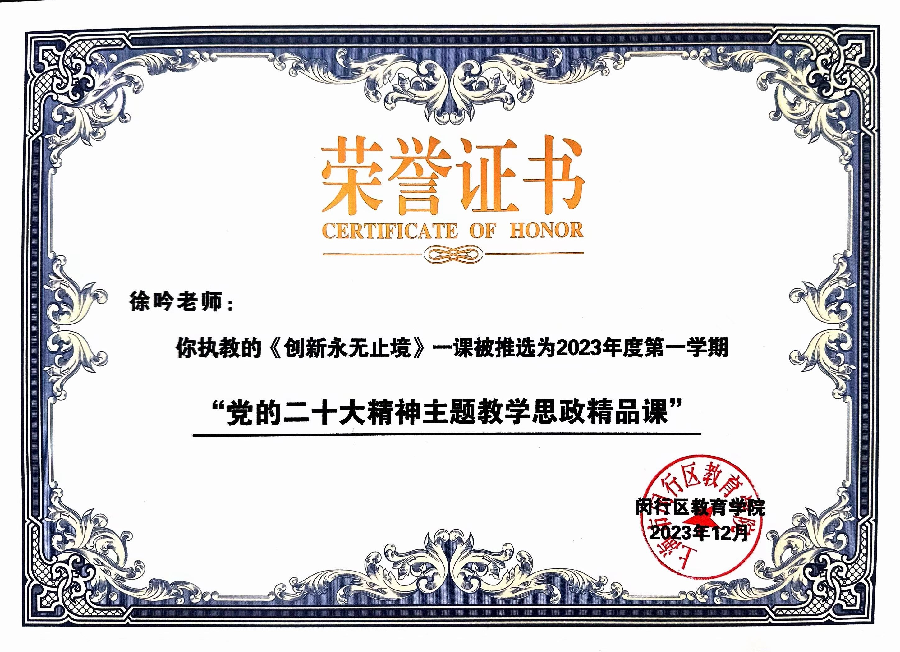 荣誉证书
CERTIFICATE OF HONOR
徐吟老师：
你执教的《创新永无止境》一课被推选为2023年度第一学期
“党的二十大精神主题教学思政精品课”
上海市闵行区教育学院
闵行区教育学院
2023年12月